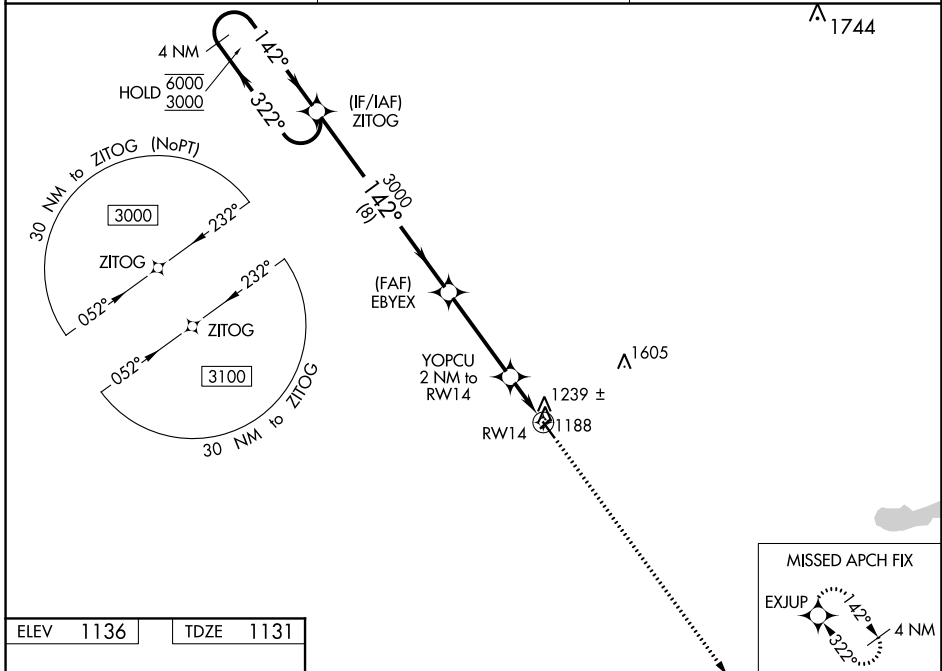 1744
4 NM
142°
HOLD
6000
3000
322°
(IF/IAF)
ZITOG
30 NM to ZITOG (NoPT)
3000
232°
ZITOG
052°
3000
142°
(8)
232°
ZITOG
052°
3100
30 NM to ZITOG
(FAF)
EBYEX
YOPCU
2 NM to
RW14
1605
1239 ±
1188
RW14
MISSED APCH FIX
EXJUP
142°
322°
4 NM
ELEV 1136
TDZE 1131